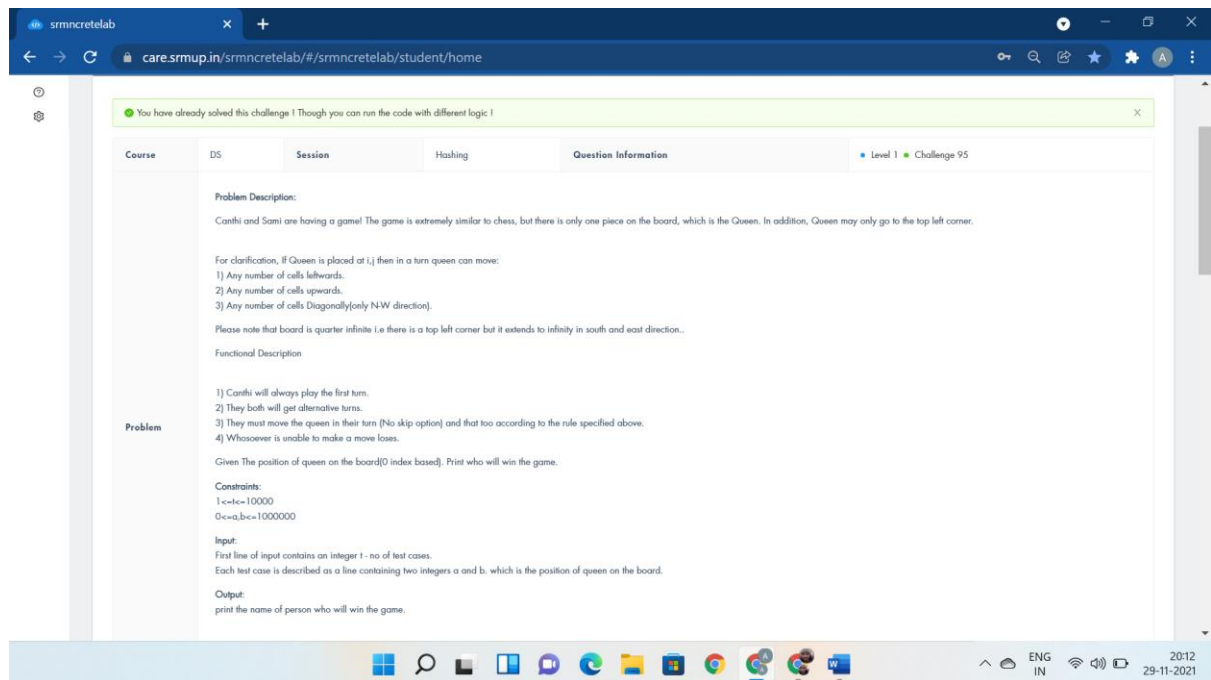 srmncretelab
care.srmup.in/srmncretelab/#/srmncretelab/student/home
A
You have already solved this challenge ! Though you can run the code with different logic !
Course DS Session Hashing Question Information Level 1 Challenge 95
Problem Description:
Canthi and Sami are having a game! The game is extremely similar to chess, but there is only one piece on the board, which is the Queen. In addition, Queen may only go to the top left corner.
For clarification, If Queen is placed at i,j then in a turn queen can move:
1) Any number of cells leftwards.
2) Any number of cells upwards.
3) Any number of cells Diagonally(only N-W direction).
Please note that board is quarter infinite i.e there is a top left corner but it extends to infinity in south and east direction..
Functional Description
1) Canthi will always play the first turn.
2) They both will get alternative turns.
Problem
3) They must move the queen in their turn (No skip option) and that too according to the rule specified above.
4) Whosoever is unable to make a move loses.
Given The position of queen on the board(0 index based). Print who will win the game.
Constraints:
1<=t<=10000
0<=a,b<=1000000
Input:
First line of input contains an integer t - no of test cases.
Each test case is described as a line containing two integers a and b. which is the position of queen on the board.
Output:
print the name of person who will win the game.
ENG
IN
20:12
29-11-2021